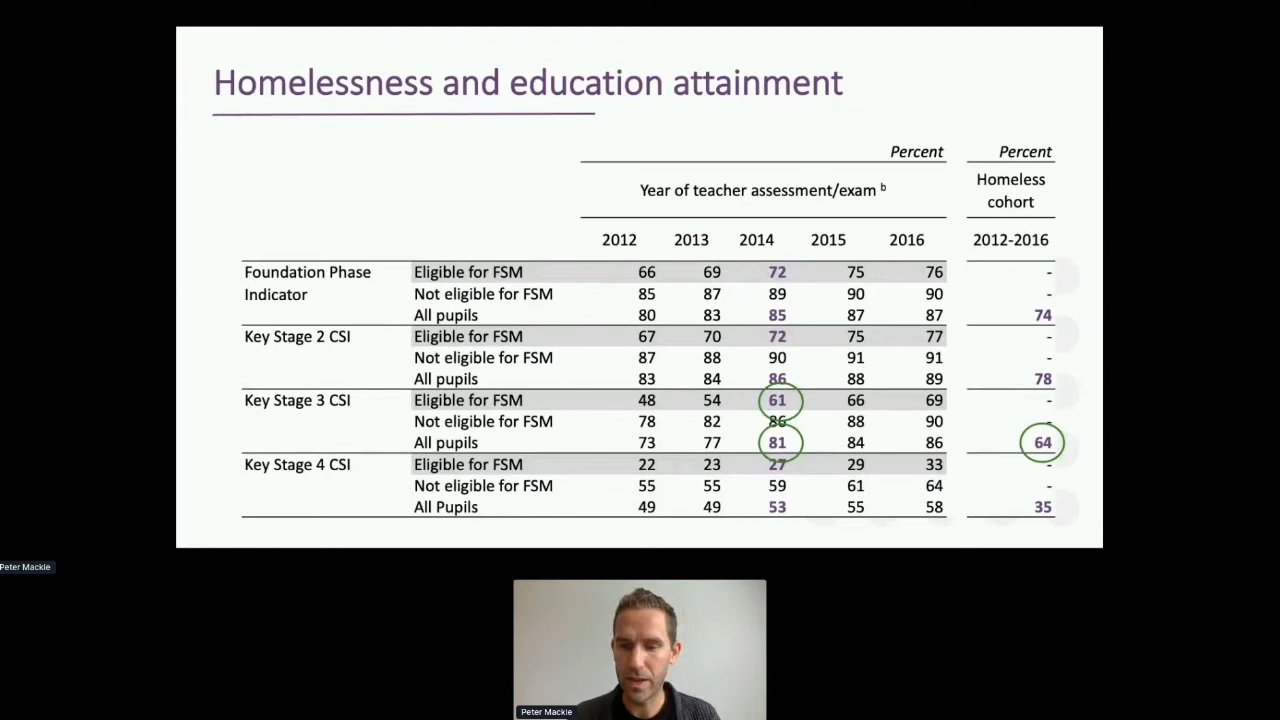 Homelessness and education attainment
Percent Percent
Year of teacher assessment/exam b Homeless cohort
2012 2013 2014 2015 2016 2012-2016
Foundation Phase Indicator Eligible for FSM 66 69 72 75 76 -
Not eligible for FSM 85 87 89 90 90 -
All pupils 80 83 85 87 87 74
Key Stage 2 CSI Eligible for FSM 67 70 72 75 77 -
Not eligible for FSM 87 88 90 91 91 -
All pupils 83 84 86 88 89 78
Key Stage 3 CSI Eligible for FSM 48 54 61 66 69 -
Not eligible for FSM 78 82 86 88 90 -
All pupils 73 77 81 84 86 64
Key Stage 4 CSI Eligible for FSM 22 23 27 29 33 -
Not eligible for FSM 55 55 59 61 64 -
All Pupils 49 49 53 55 58 35
Peter Mackie
Peter Mackie